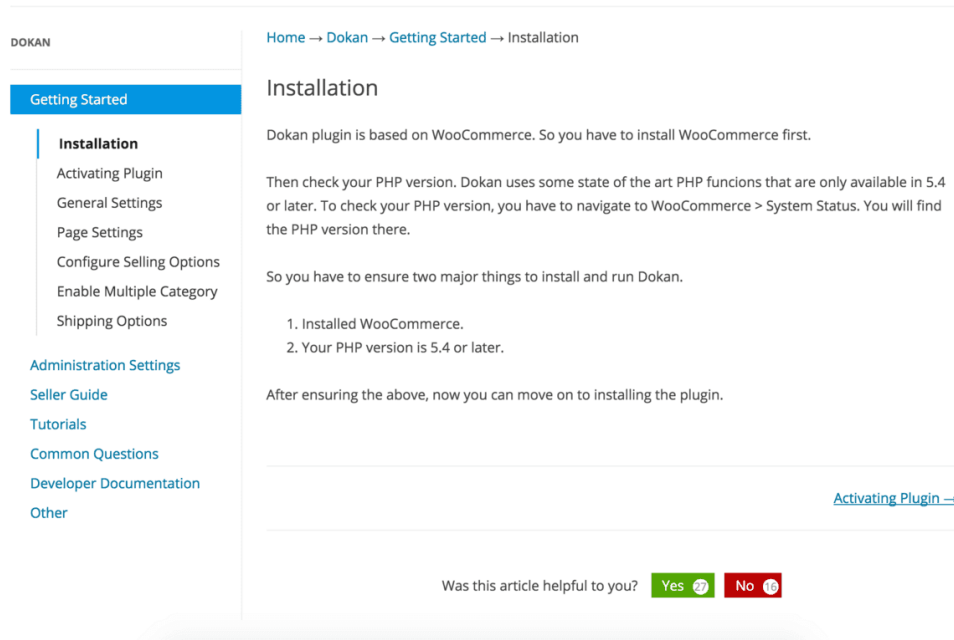 DOKAN
Getting Started
Installation
Activating Plugin
General Settings
Page Settings
Configure Selling Options
Enable Multiple Category
Shipping Options
Administration Settings
Seller Guide
Tutorials
Common Questions
Developer Documentation
Other
Home → Dokan → Getting Started → Installation
Installation
Dokan plugin is based on WooCommerce. So you have to install WooCommerce first.
Then check your PHP version. Dokan uses some state of the art PHP funcions that are only available in 5.4
or later. To check your PHP version, you have to navigate to WooCommerce > System Status. You will find
the PHP version there.
So you have to ensure two major things to install and run Dokan.
1. Installed WooCommerce.
2. Your PHP version is 5.4 or later.
After ensuring the above, now you can move on to installing the plugin.
Activating Plugin →
Was this article helpful to you? Yes 27 No 16